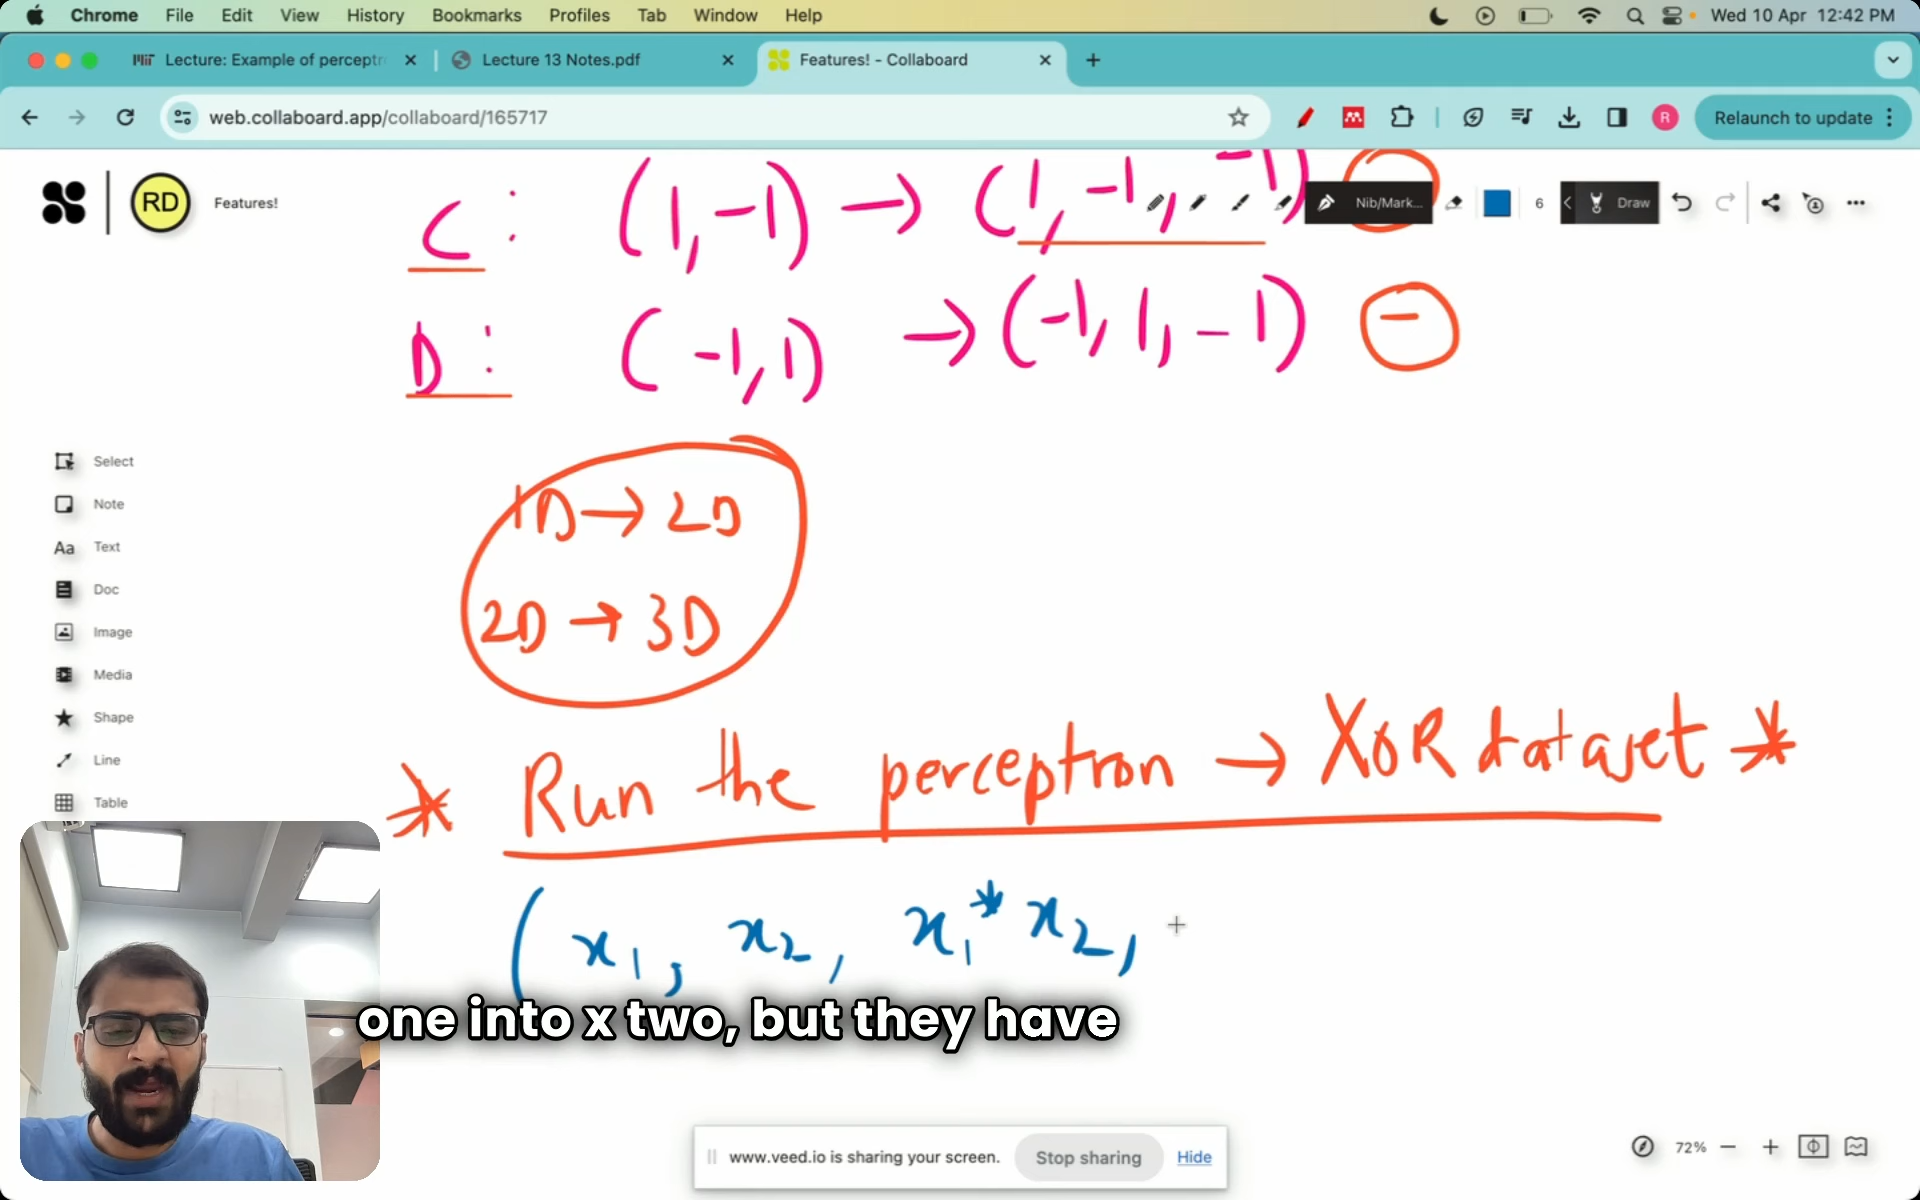 Chrome File Edit View History Bookmarks Profiles Tab Window Help Wed 10 Apr 12:42 PM
Lecture: Example of perceptr Lecture 13 Notes.pdf Features! - Collaboard
web.collaboard.app/collaboard/165717 R Relaunch to update
RD Features! Nib/Mark... 6 Draw
C : (1, -1) → (1, -1, -1)
D : (-1, 1) → (-1, 1, -1) -
Select
Note
Aa Text
Doc
Image
Media
Shape
Line
Table
1D → 2D
2D → 3D
* Run the perceptron → XOR dataset *
(x1, x2, x1 * x2,
one into x two, but they have
www.veed.io is sharing your screen. Stop sharing Hide
72% - +